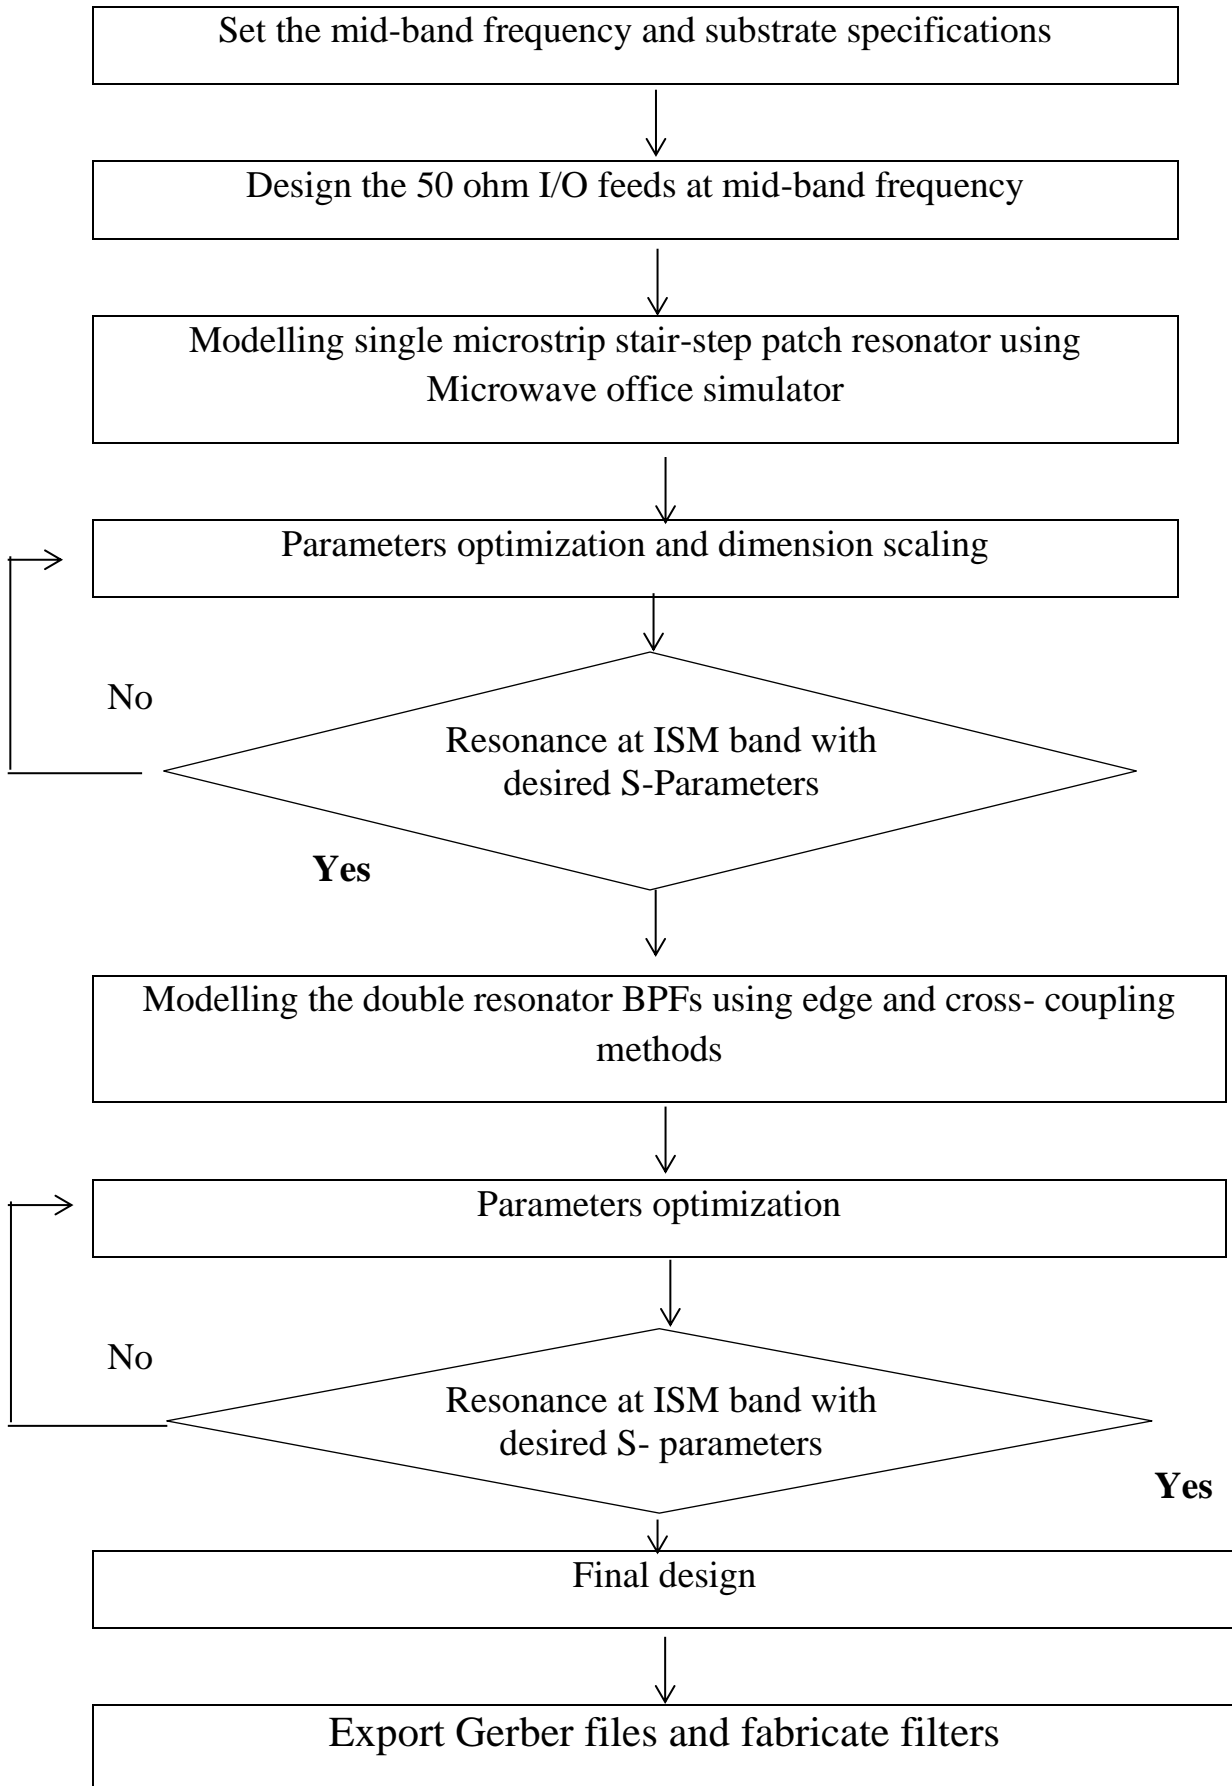 Set the mid-band frequency and substrate specifications
Design the 50 ohm I/O feeds at mid-band frequency
Modelling single microstrip stair-step patch resonator using
Microwave office simulator
Parameters optimization and dimension scaling
No
Resonance at ISM band with
desired S-Parameters
Yes
Modelling the double resonator BPFs using edge and cross- coupling
methods
Parameters optimization
No
Resonance at ISM band with
desired S- parameters
Yes
Final design
Export Gerber files and fabricate filters